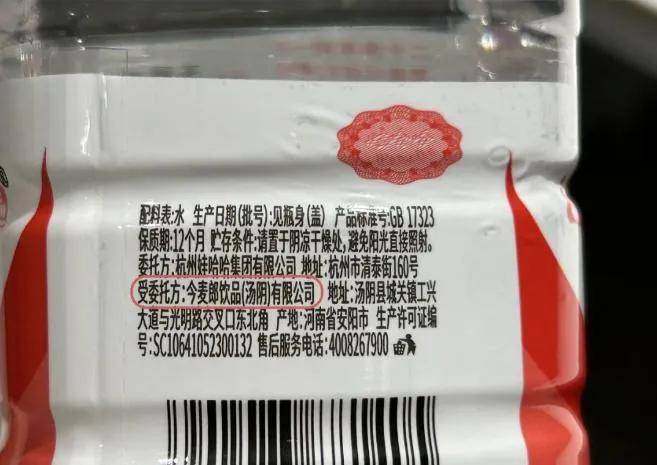 配料表:水 生产日期(批号):见瓶身(盖) 产品标准号:GB 17323
保质期:12个月 贮存条件:请置于阴凉干燥处,避免阳光直接照射。
委托方:杭州娃哈哈集团有限公司 地址:杭州市清泰街160号
受委托方:今麦郎饮品(汤阴)有限公司 地址:汤阴县城关镇工兴
大道与光明路交叉口东北角 产地:河南省安阳市 生产许可证编
号:SC10641052300132 售后服务电话:4008267900